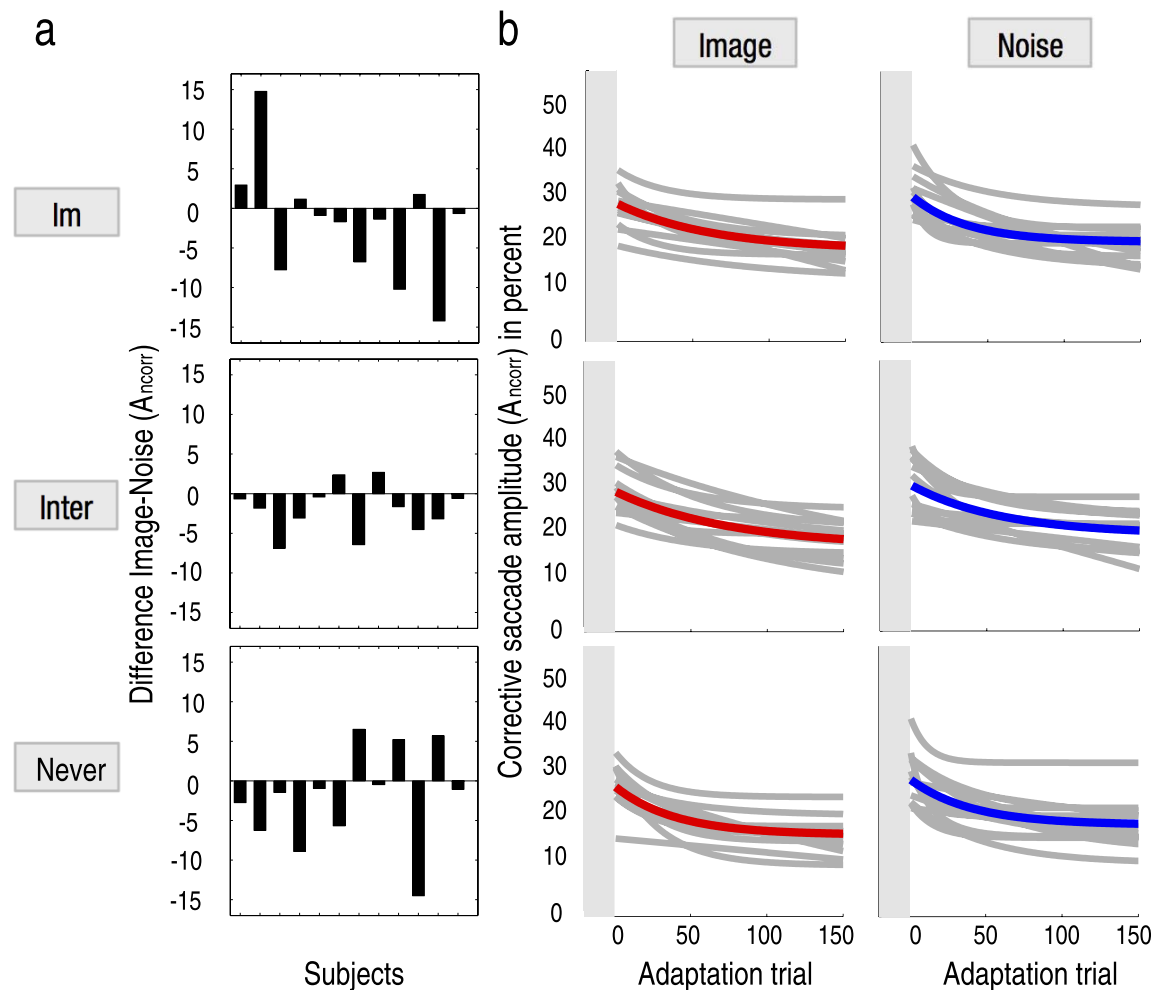 a
b
Image
Noise
Im
Inter
Never
Difference Image-Noise (Ancorr)
15
10
5
0
-5
-10
-15
15
10
5
0
-5
-10
-15
15
10
5
0
-5
-10
-15
Subjects
Corrective saccade amplitude (Ancorr) in percent
50
40
30
20
10
0
50
40
30
20
10
0
50
40
30
20
10
0
0 50 100 150
Adaptation trial
0 50 100 150
Adaptation trial